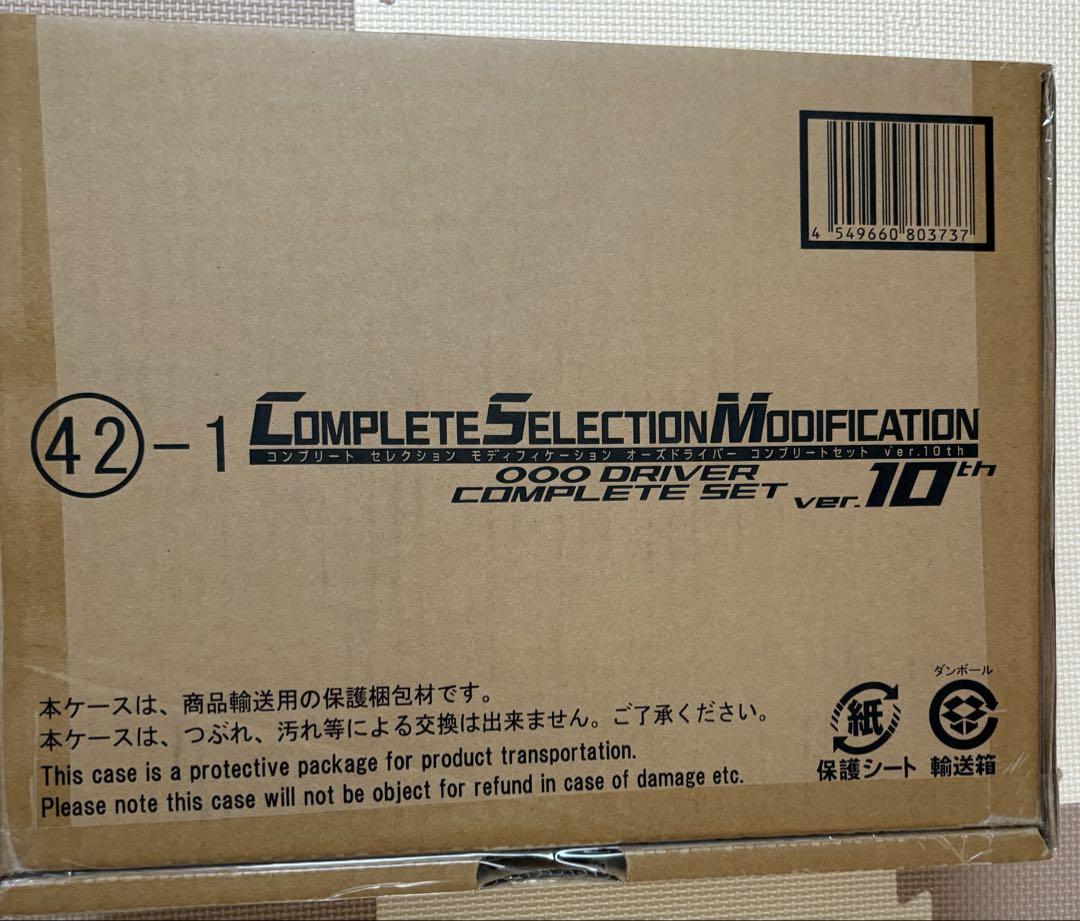 4 549660 803737
㊷-1
COMPLETE SELECTION MODIFICATION
コンプリート セレクション モディフィケーション オーズドライバー コンプリートセット ver.10th
OOO DRIVER
COMPLETE SET ver.10th
本ケースは、商品輸送用の保護梱包材です。
本ケースは、つぶれ、汚れ等による交換は出来ません。ご了承ください。
This case is a protective package for product transportation.
Please note this case will not be object for refund in case of damage etc.
紙
保護シート
ダンボール
輸送箱